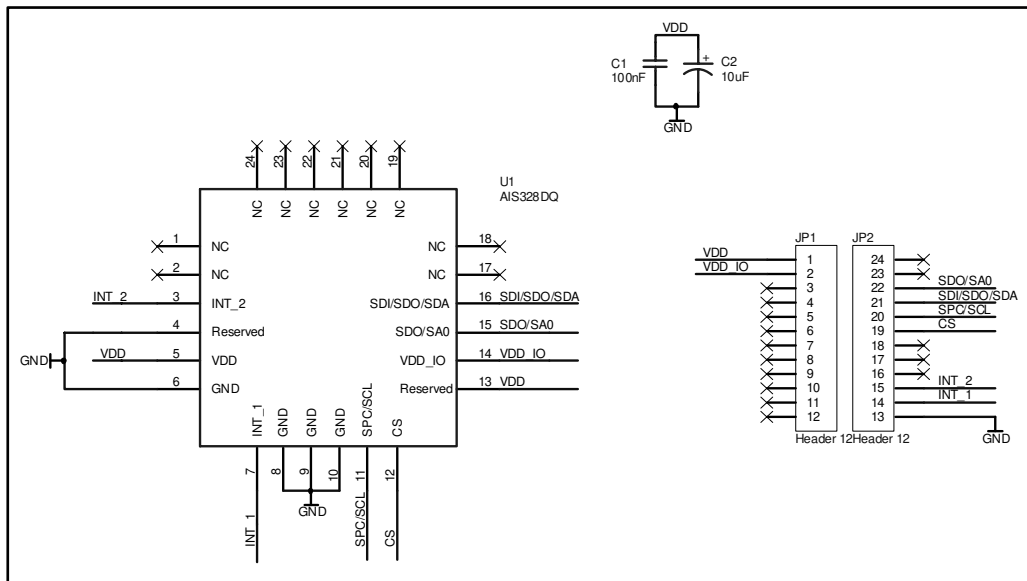 VDD
C1
100nF
+
C2
10uF
GND
24 23 22 21 20 19
NC NC NC NC NC NC
U1
AIS328DQ
1 NC
2 NC
INT_2 3 INT_2
4 Reserved
GND
VDD 5 VDD
6 GND
NC 18
NC 17
SDI/SDO/SDA 16 SDI/SDO/SDA
SDO/SA0 15 SDO/SA0
VDD_IO 14 VDD_IO
Reserved 13 VDD
INT_1 GND GND GND SPC/SCL CS
7 8 9 10 11 12
INT_1 GND SPC/SCL CS
JP1 JP2
VDD 1 24
VDD_IO 2 23
3 22 SDO/SA0
4 21 SDI/SDO/SDA
5 20 SPC/SCL
6 19 CS
7 18
8 17
9 16
10 15 INT_2
11 14 INT_1
12 13
Header 12 Header 12
GND